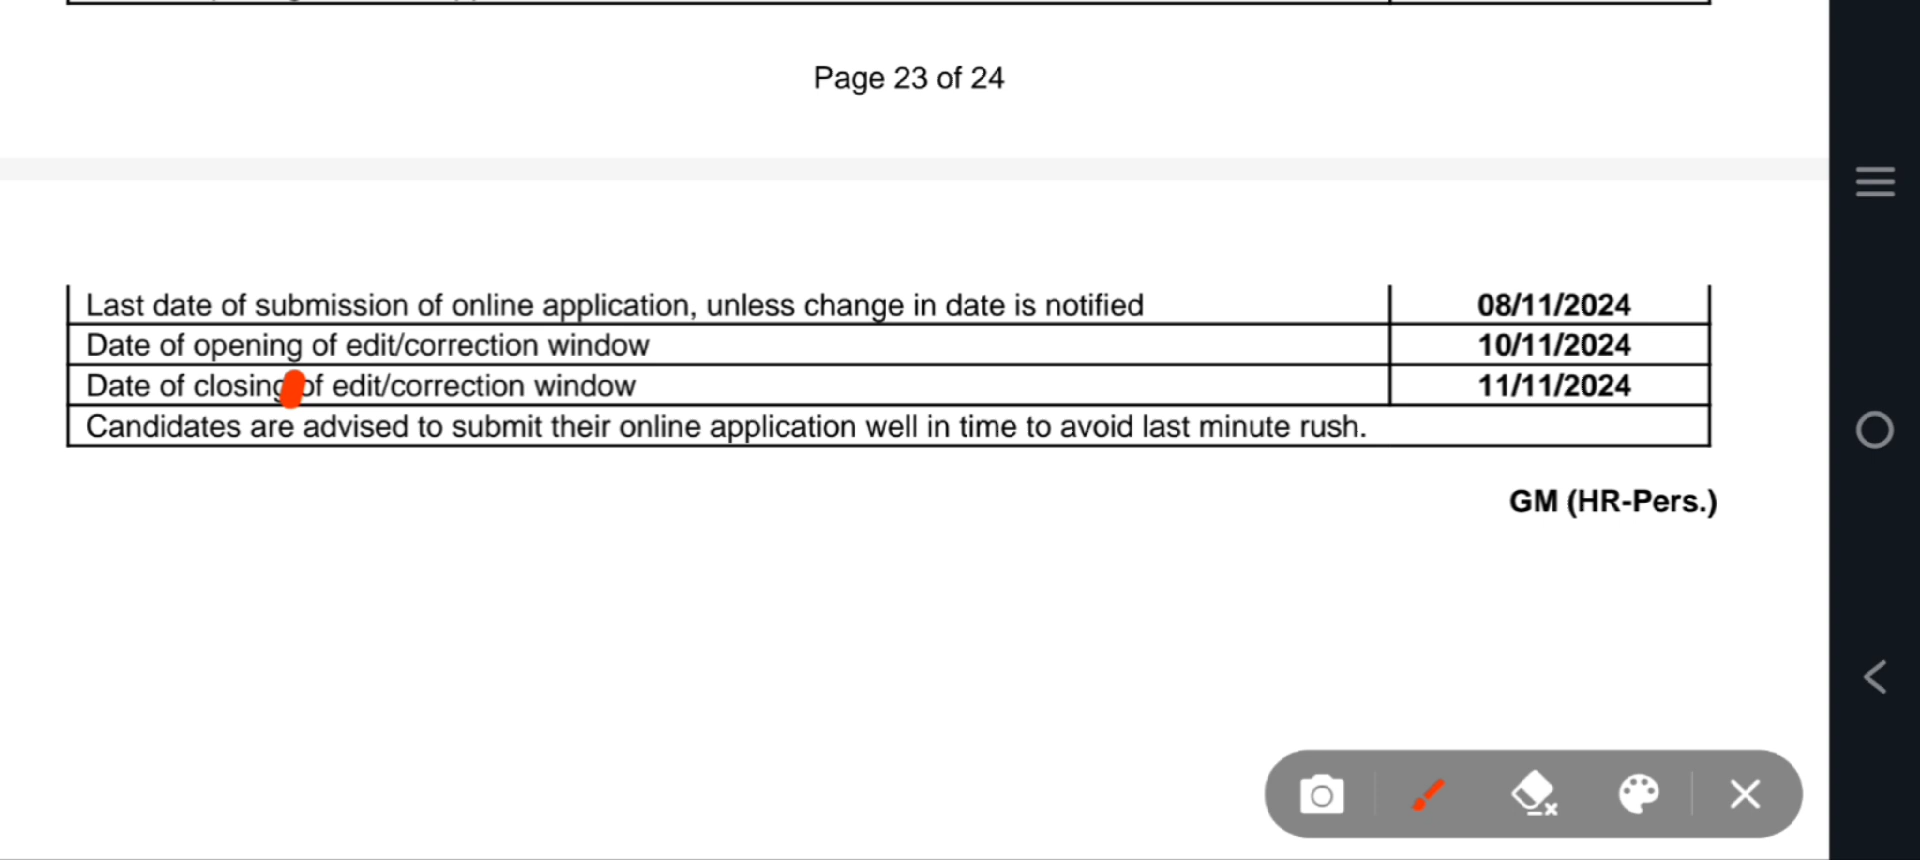 Page 23 of 24
Last date of submission of online application, unless change in date is notified 08/11/2024
Date of opening of edit/correction window 10/11/2024
Date of closing of edit/correction window 11/11/2024
Candidates are advised to submit their online application well in time to avoid last minute rush.
GM (HR-Pers.)